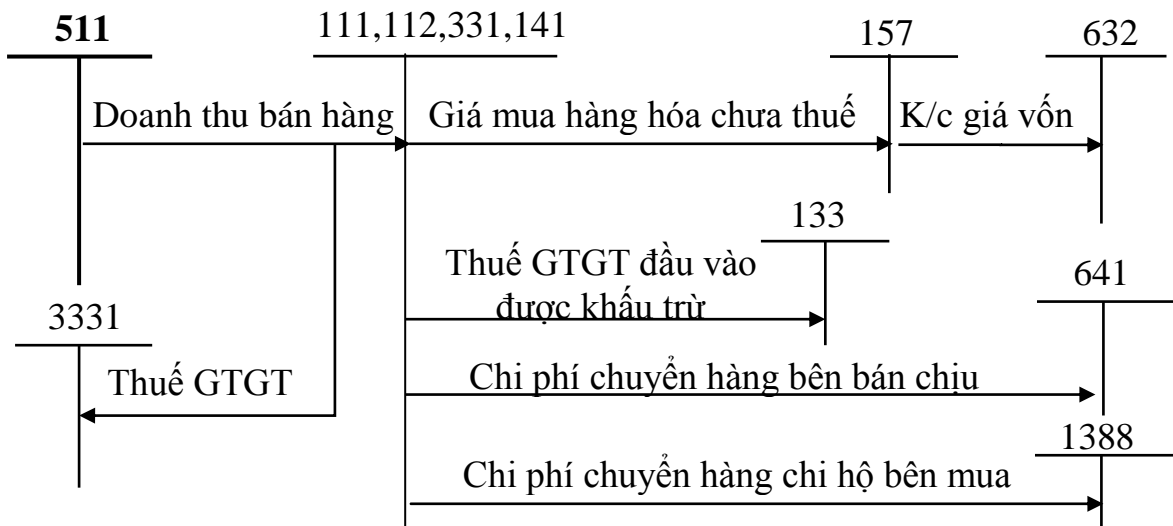 511
111,112,331,141
157
632
Doanh thu bán hàng
Giá mua hàng hóa chưa thuế
K/c giá vốn
133
Thuế GTGT đầu vào
được khấu trừ
641
3331
Thuế GTGT
Chi phí chuyển hàng bên bán chịu
1388
Chi phí chuyển hàng chi hộ bên mua